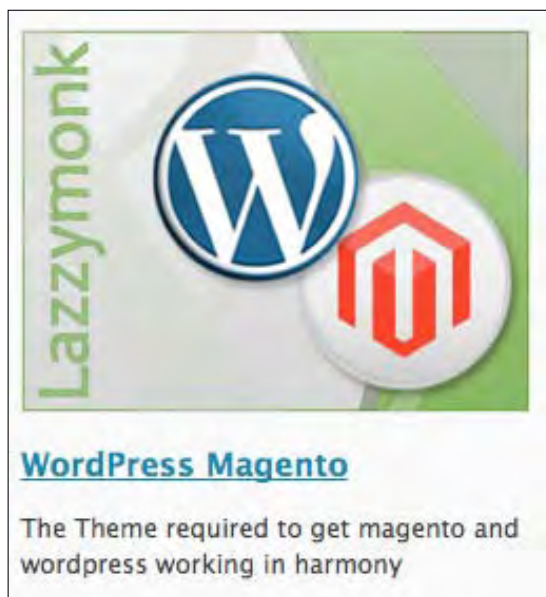 Lazzymonk
WordPress Magento
The Theme required to get magento and
wordpress working in harmony